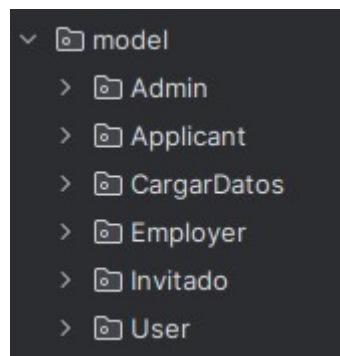 model
Admin
Applicant
CargarDatos
Employer
Invitado
User